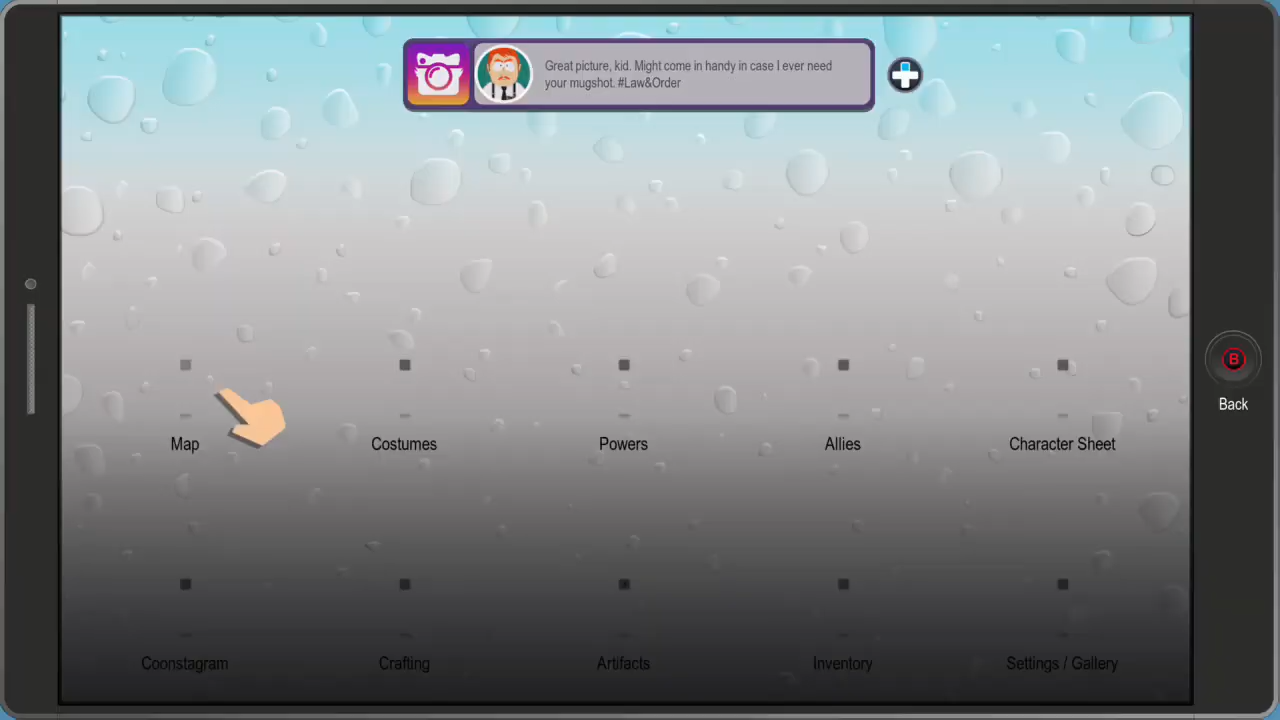 Great picture, kid. Might come in handy in case I ever need
your mugshot. #Law&Order
B
Back
Map
Costumes
Powers
Allies
Character Sheet
Coonstagram
Crafting
Artifacts
Inventory
Settings / Gallery